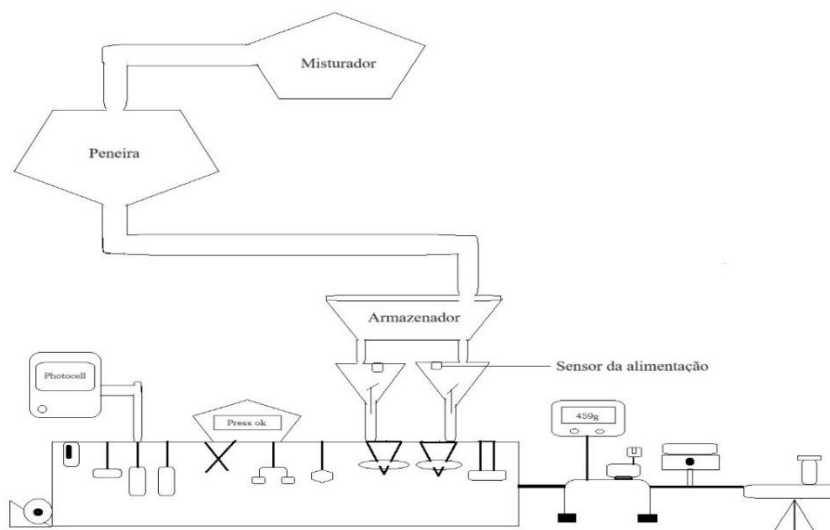 Misturador
Peneira
Armazenador
Sensor da alimentação
Photocell
Press ok
459g